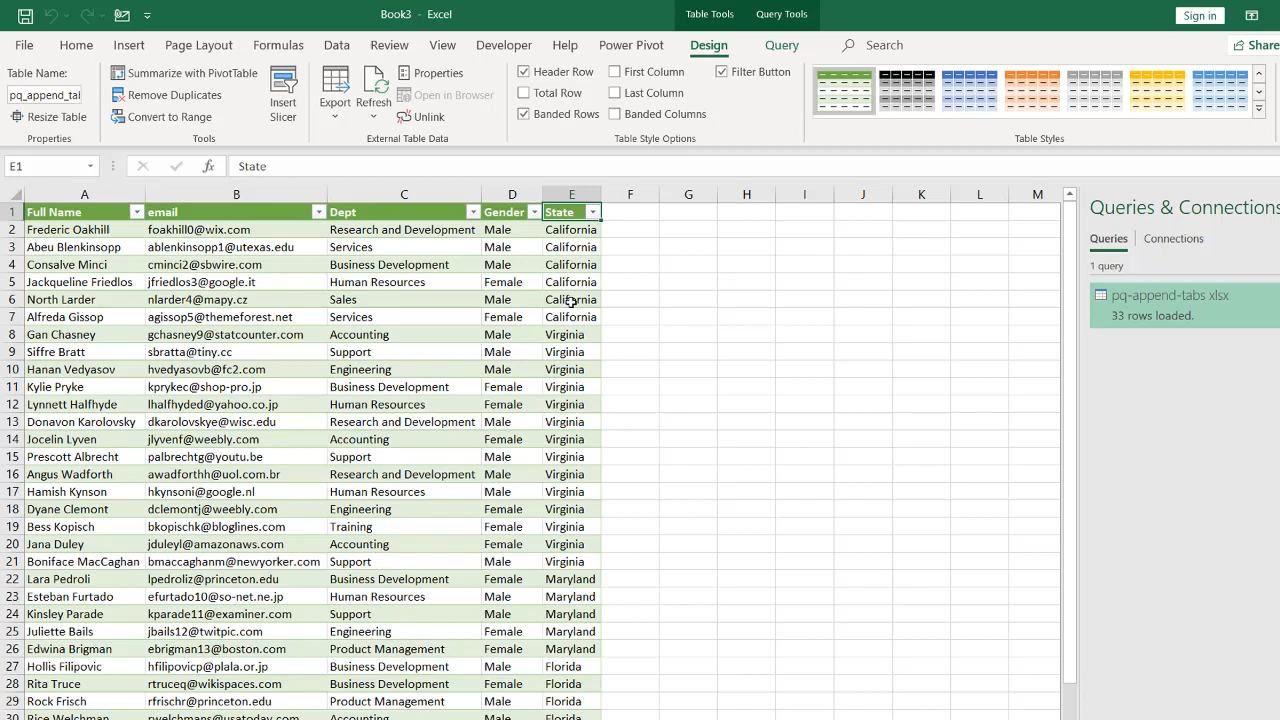 Book3 - Excel
Table Tools Query Tools
Sign in
File Home Insert Page Layout Formulas Data Review View Developer Help Power Pivot Design Query Search Share
Table Name:
pq_append_tal
Resize Table
Properties
Summarize with PivotTable
Remove Duplicates
Convert to Range
Insert
Slicer
Tools
Export
Refresh
Properties
Open in Browser
Unlink
External Table Data
Header Row First Column Filter Button
Total Row Last Column
Banded Rows Banded Columns
Table Style Options
Table Styles
E1 fx State
A B C D E F G H I J K L M
1 Full Name email Dept Gender State
2 Frederic Oakhill foakhill0@wix.com Research and Development Male California
3 Abeu Blenkinsopp ablenkinsopp1@utexas.edu Services Male California
4 Consalve Minci cminci2@sbwire.com Business Development Male California
5 Jacqueline Friedlos jfriedlos3@google.it Human Resources Female California
6 North Larder nlarder4@mapy.cz Sales Male California
7 Alfreda Gissop agissop5@themeforest.net Services Female California
8 Gan Chasney gchasney9@statcounter.com Accounting Male Virginia
9 Siffre Bratt sbratta@tiny.cc Support Male Virginia
10 Hanan Vedyasov hvedyasovb@fc2.com Engineering Male Virginia
11 Kylie Pryke kprykec@shop-pro.jp Business Development Female Virginia
12 Lynnett Halfhyde lhalfhyded@yahoo.co.jp Human Resources Female Virginia
13 Donavon Karolovsky dkarolovskye@wisc.edu Research and Development Male Virginia
14 Jocelin Lyven jlyvenf@weebly.com Accounting Female Virginia
15 Prescott Albrecht palbrechtg@youtu.be Support Male Virginia
16 Angus Wadforth awadforthh@uol.com.br Research and Development Male Virginia
17 Hamish Kynson hkynsoni@google.nl Human Resources Male Virginia
18 Dyane Clemont dclemontj@weebly.com Engineering Female Virginia
19 Bess Kopisch bkopischk@bloglines.com Training Female Virginia
20 Jana Duley jduleyl@amazonaws.com Accounting Female Virginia
21 Boniface MacCaghan bmaccaghanm@newyorker.com Support Male Virginia
22 Lara Pedroli lpedroliz@princeton.edu Business Development Female Maryland
23 Esteban Furtado efurtado10@so-net.ne.jp Human Resources Male Maryland
24 Kinsley Parade kparade11@examiner.com Support Male Maryland
25 Juliette Bails jbails12@twitpic.com Engineering Female Maryland
26 Edwina Brigman ebrigman13@boston.com Product Management Female Maryland
27 Hollis Filipovic hfilipovicp@plala.or.jp Business Development Male Florida
28 Rita Truce rtruceq@wikispaces.com Business Development Female Florida
29 Rock Frisch rfrischr@princeton.edu Product Management Male Florida
30 Rice Welchman rwelchmans@usatoday.com Accounting Male Florida
Queries & Connections
Queries Connections
1 query
pq-append-tabs xlsx
33 rows loaded.